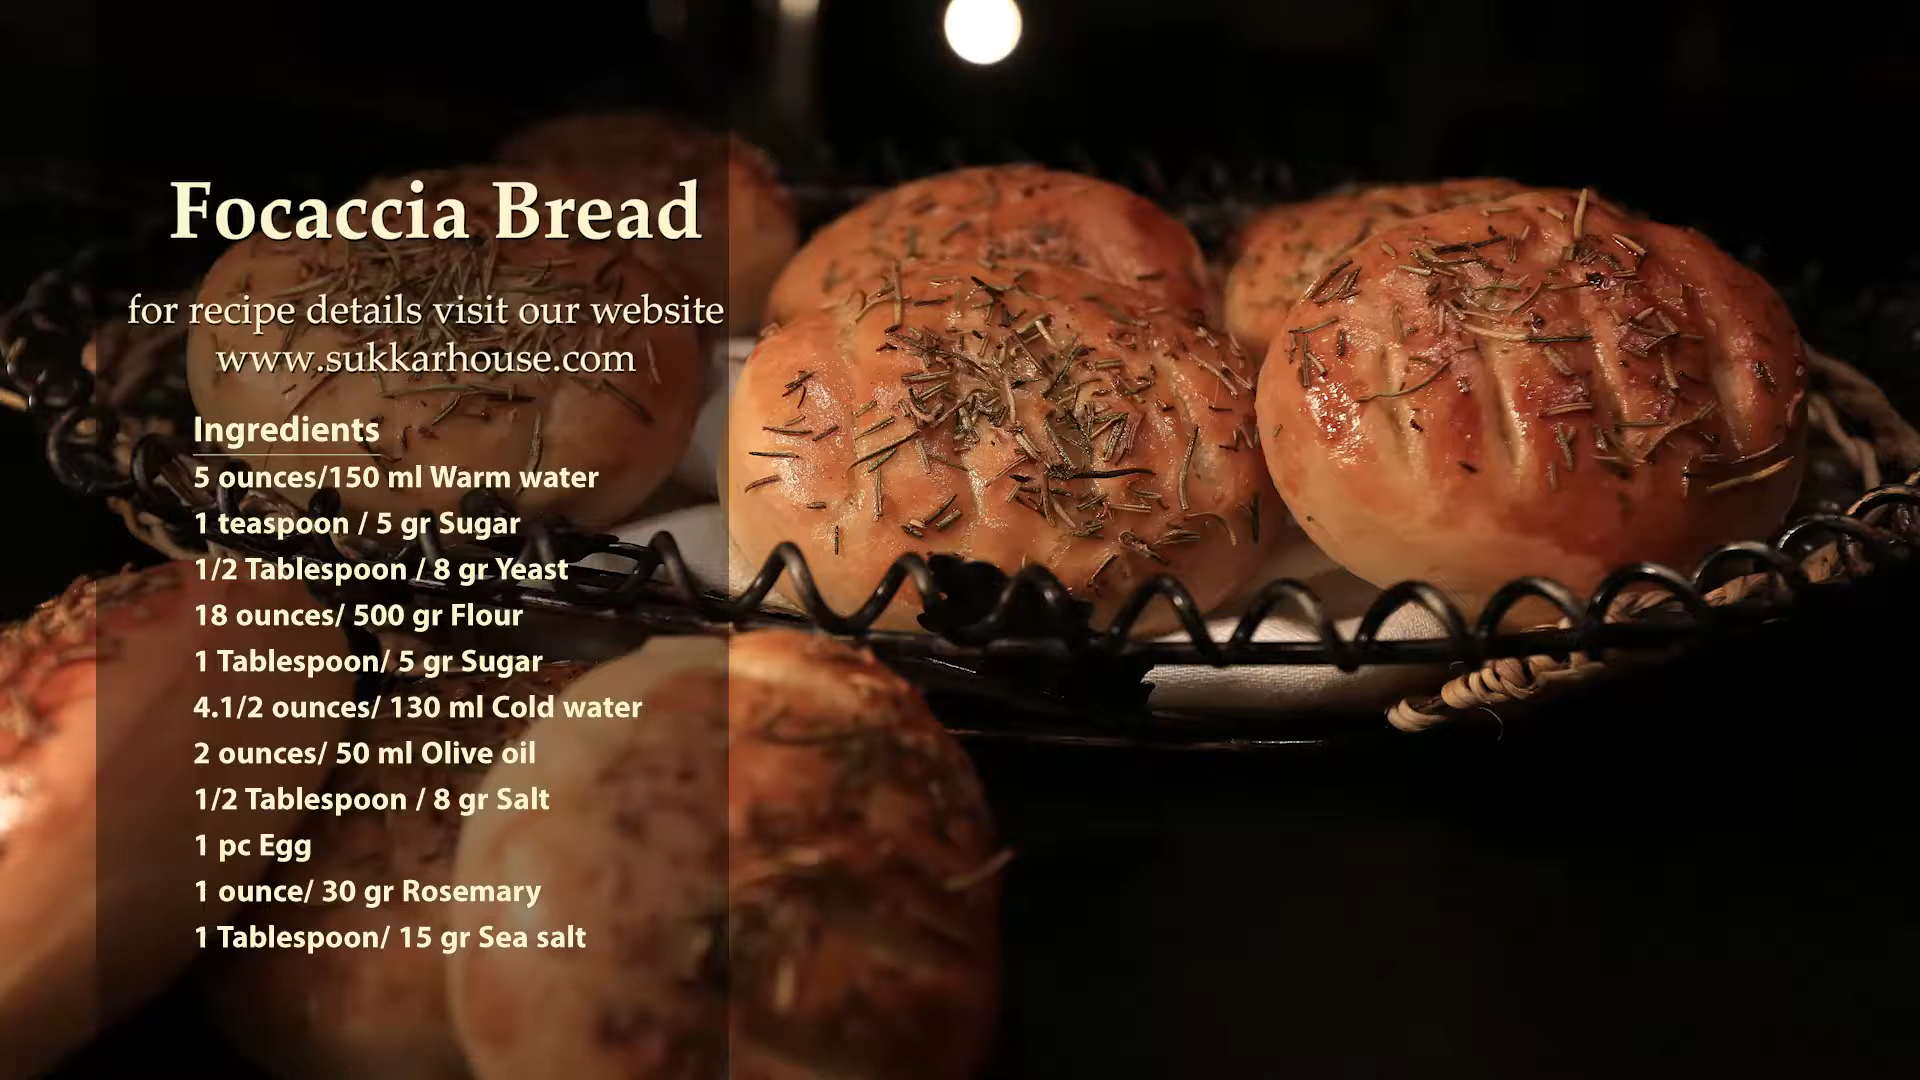 Focaccia Bread
for recipe details visit our website
www.sukkarhouse.com
Ingredients
5 ounces/150 ml Warm water
1 teaspoon / 5 gr Sugar
1/2 Tablespoon / 8 gr Yeast
18 ounces/ 500 gr Flour
1 Tablespoon/ 5 gr Sugar
4.1/2 ounces/ 130 ml Cold water
2 ounces/ 50 ml Olive oil
1/2 Tablespoon / 8 gr Salt
1 pc Egg
1 ounce/ 30 gr Rosemary
1 Tablespoon/ 15 gr Sea salt